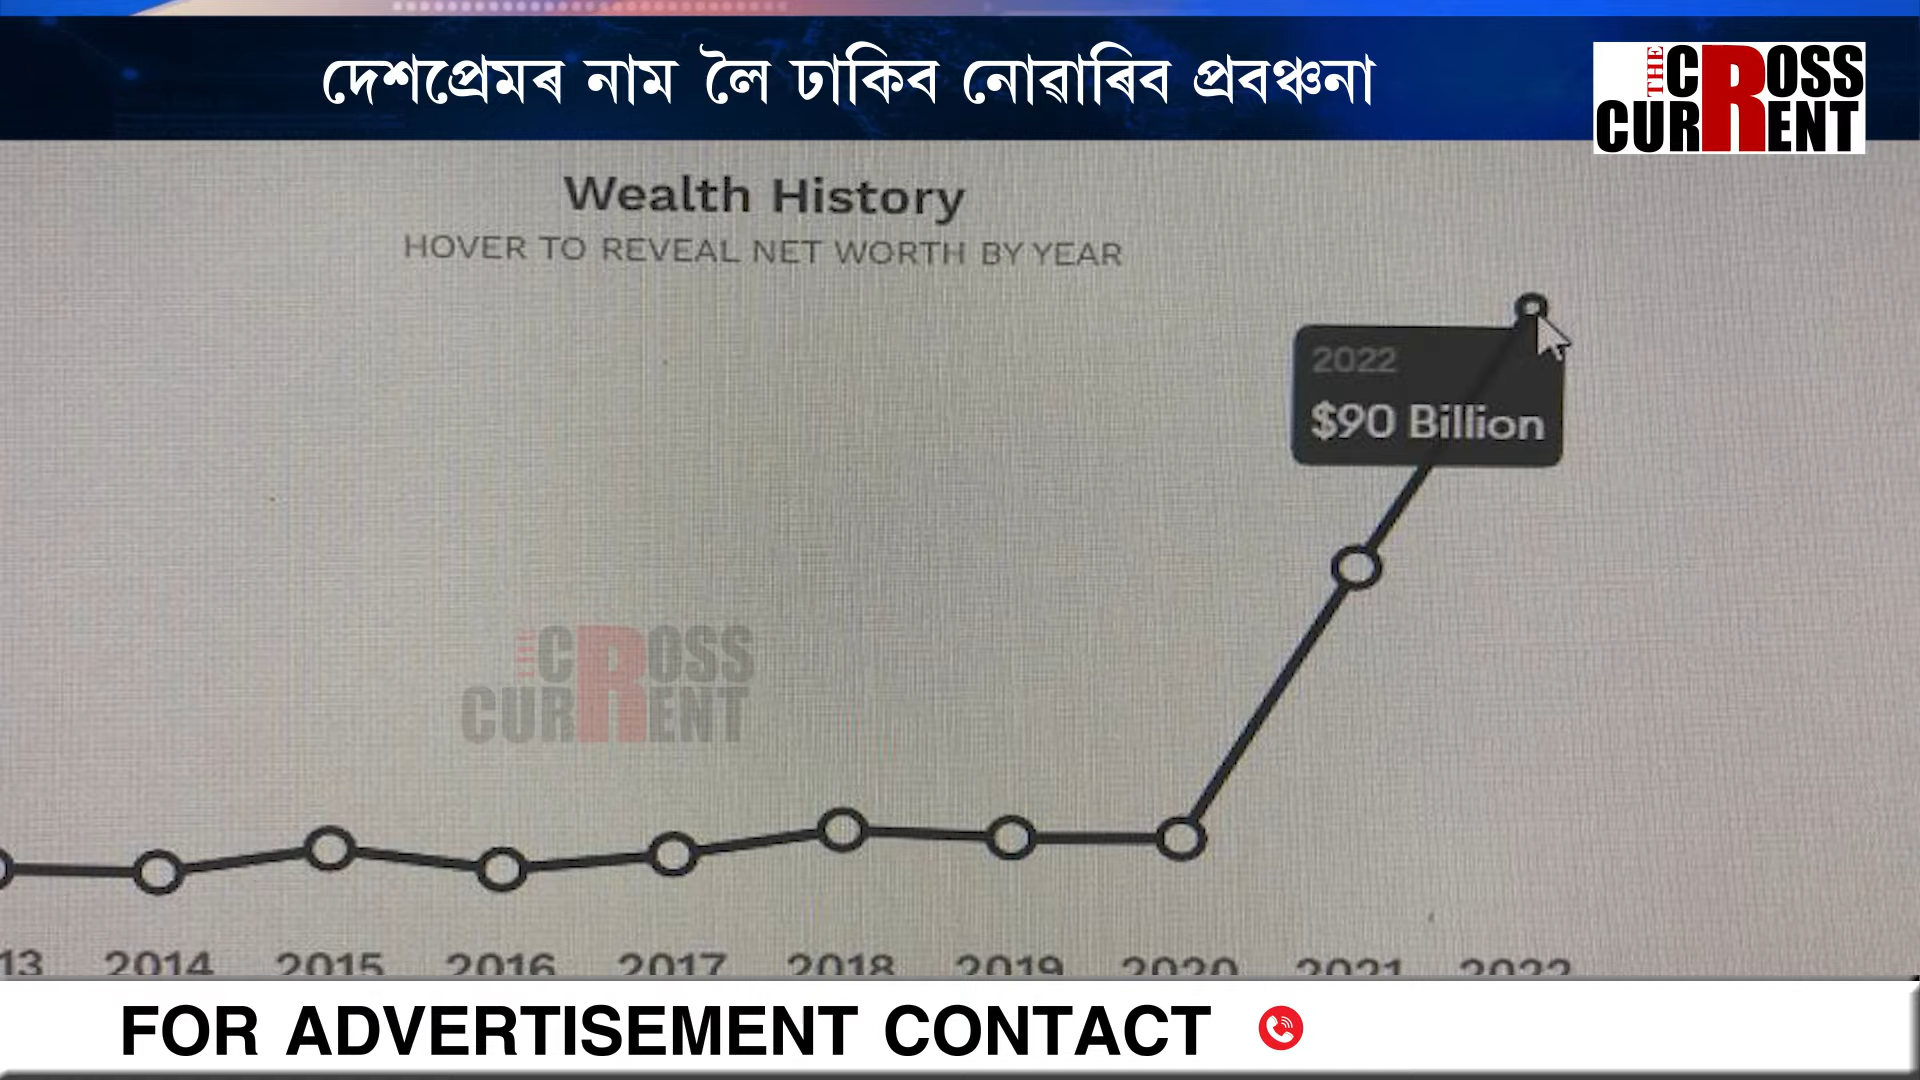 দেশপ্ৰেমৰ নাম লৈ ঢাকিব নোৱাৰিব প্ৰবঞ্চনা
THE CROSS CURRENT
Wealth History
HOVER TO REVEAL NET WORTH BY YEAR
2022
$90 Billion
THE CROSS CURRENT
13 2014 2015 2016 2017 2018 2019 2020 2021 2022
FOR ADVERTISEMENT CONTACT